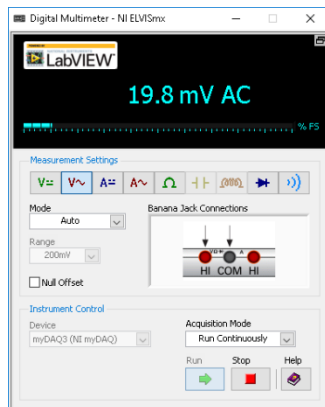 Digital Multimeter - NI ELVISmx
LabVIEW
19.8 mV AC
% FS
Measurement Settings
V= V~ A= A~ Ω
Mode
Banana Jack Connections
Auto
Range
200mV
HI COM HI
Null Offset
Instrument Control
Device
Acquisition Mode
myDAQ3 (NI myDAQ)
Run Continuously
Run Stop Help